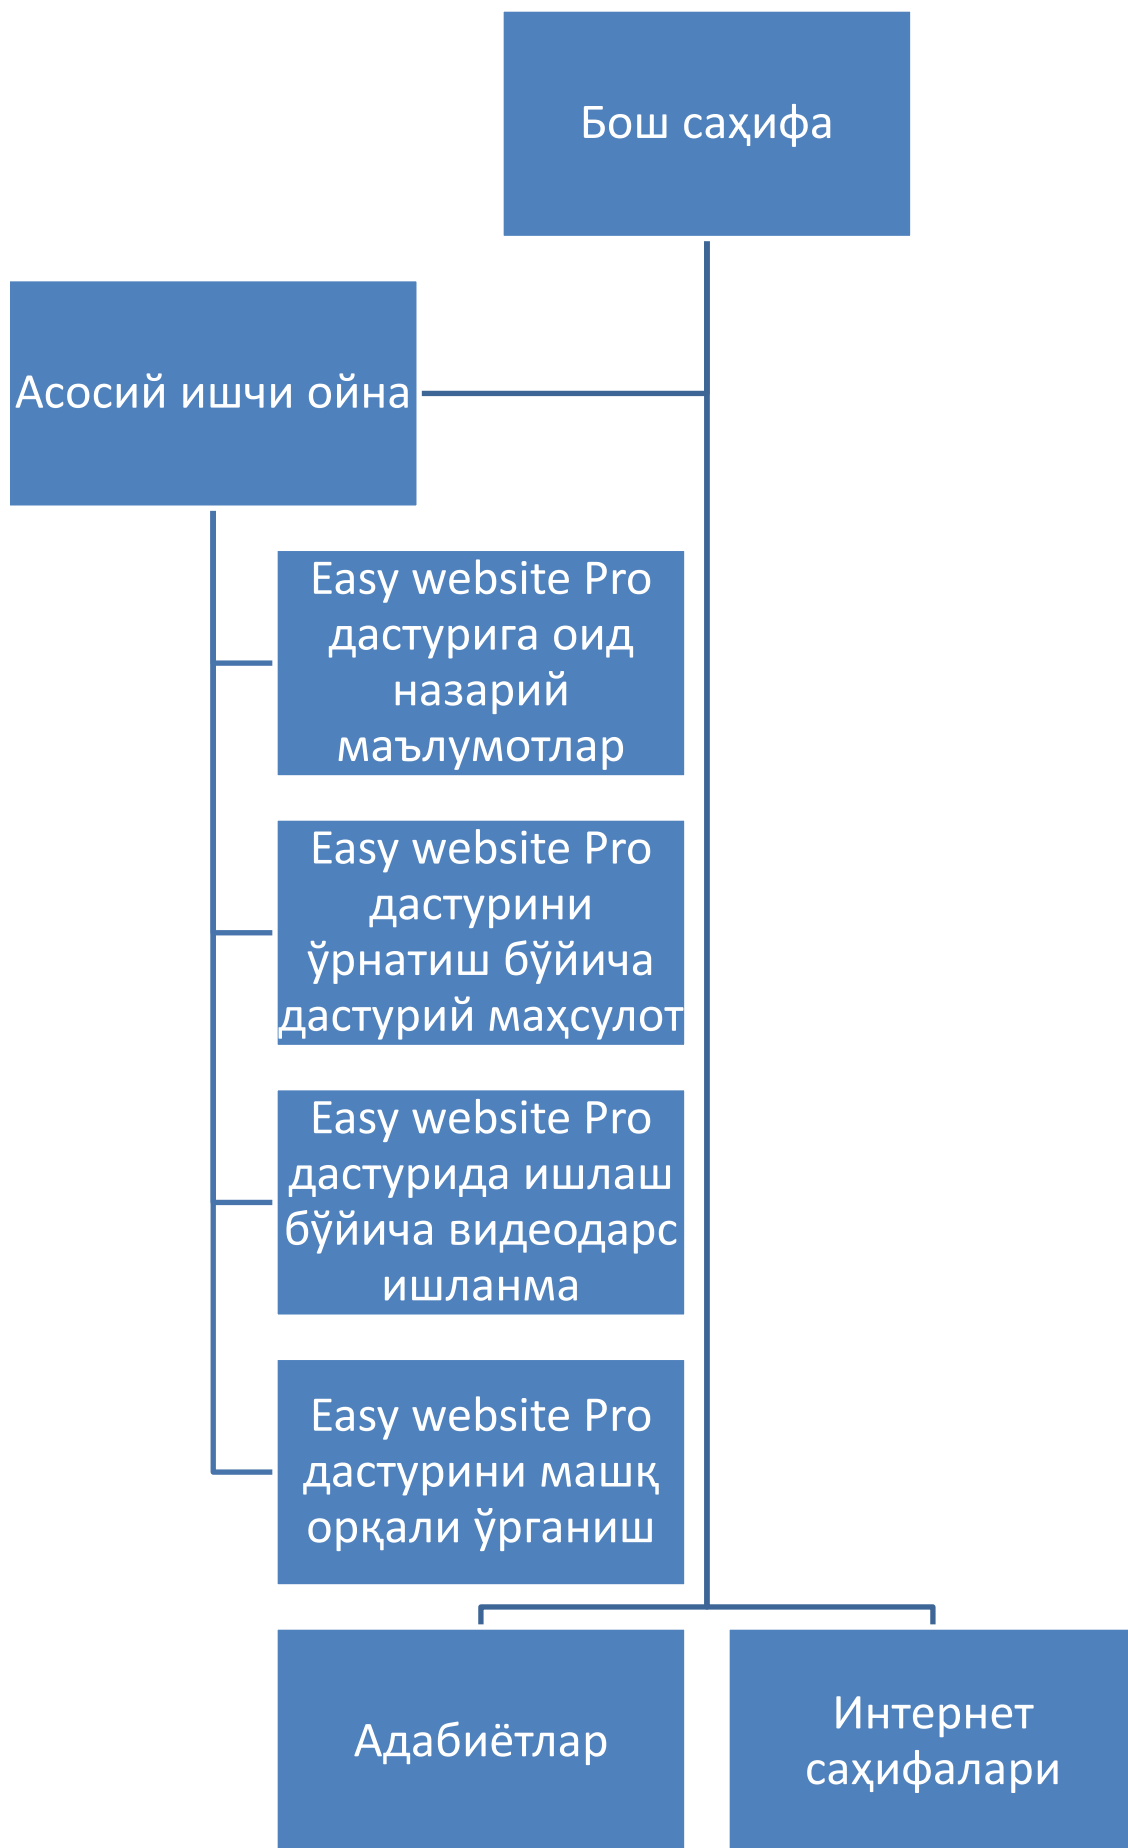 Бош саҳифа
Асосий ишчи ойна
Easy website Pro
дастурига оид
назарий
маълумотлар
Easy website Pro
дастурини
ўрнатиш бўйича
дастурий маҳсулот
Easy website Pro
дастурида ишлаш
бўйича видеодарс
ишланма
Easy website Pro
дастурини машқ
орқали ўрганиш
Адабиётлар
Интернет
саҳифалари